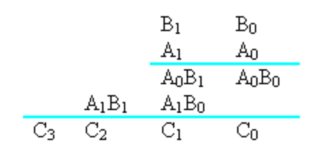 B₁ B₀
A₁ A₀
A₀B₁ A₀B₀
A₁B₁ A₁B₀
C₃ C₂ C₁ C₀